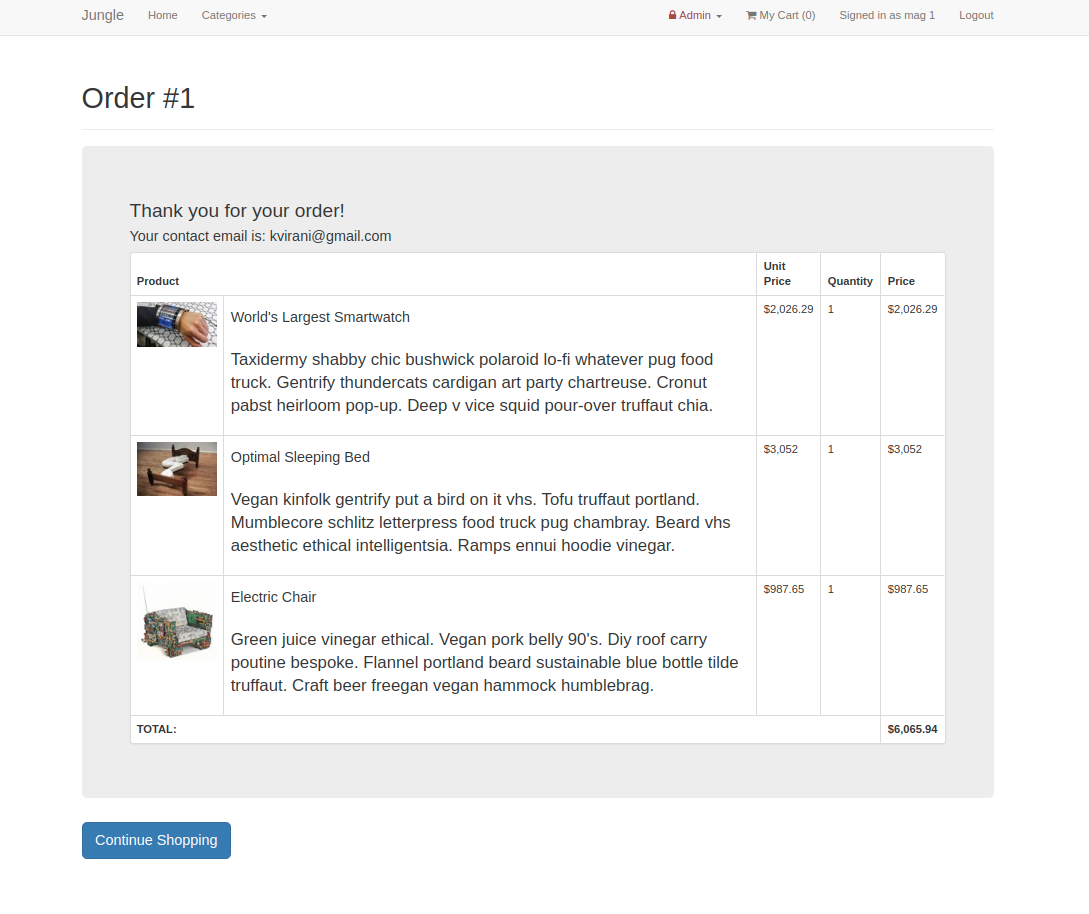 Jungle Home Categories Admin My Cart (0) Signed in as mag 1 Logout
Order #1
Thank you for your order!
Your contact email is: kvirani@gmail.com
Product Unit Price Quantity Price
World's Largest Smartwatch $2,026.29 1 $2,026.29
Taxidermy shabby chic bushwick polaroid lo-fi whatever pug food
truck. Gentrify thundercats cardigan art party chartreuse. Cronut
pabst heirloom pop-up. Deep v vice squid pour-over truffaut chia.
Optimal Sleeping Bed $3,052 1 $3,052
Vegan kinfolk gentrify put a bird on it vhs. Tofu truffaut portland.
Mumblecore schlitz letterpress food truck pug chambray. Beard vhs
aesthetic ethical intelligentsia. Ramps ennui hoodie vinegar.
Electric Chair $987.65 1 $987.65
Green juice vinegar ethical. Vegan pork belly 90's. Diy roof carry
poutine bespoke. Flannel portland beard sustainable blue bottle tilde
truffaut. Craft beer freegan vegan hammock humblebrag.
TOTAL: $6,065.94
Continue Shopping